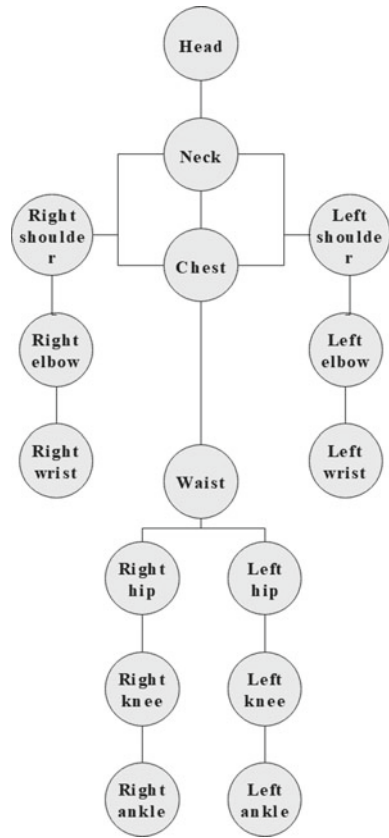 Head
Neck
Right
shoulde
r
Left
shoulde
r
Chest
Right
elbow
Left
elbow
Right
wrist
Left
wrist
Waist
Right
hip
Left
hip
Right
knee
Left
knee
Right
ankle
Left
ankle